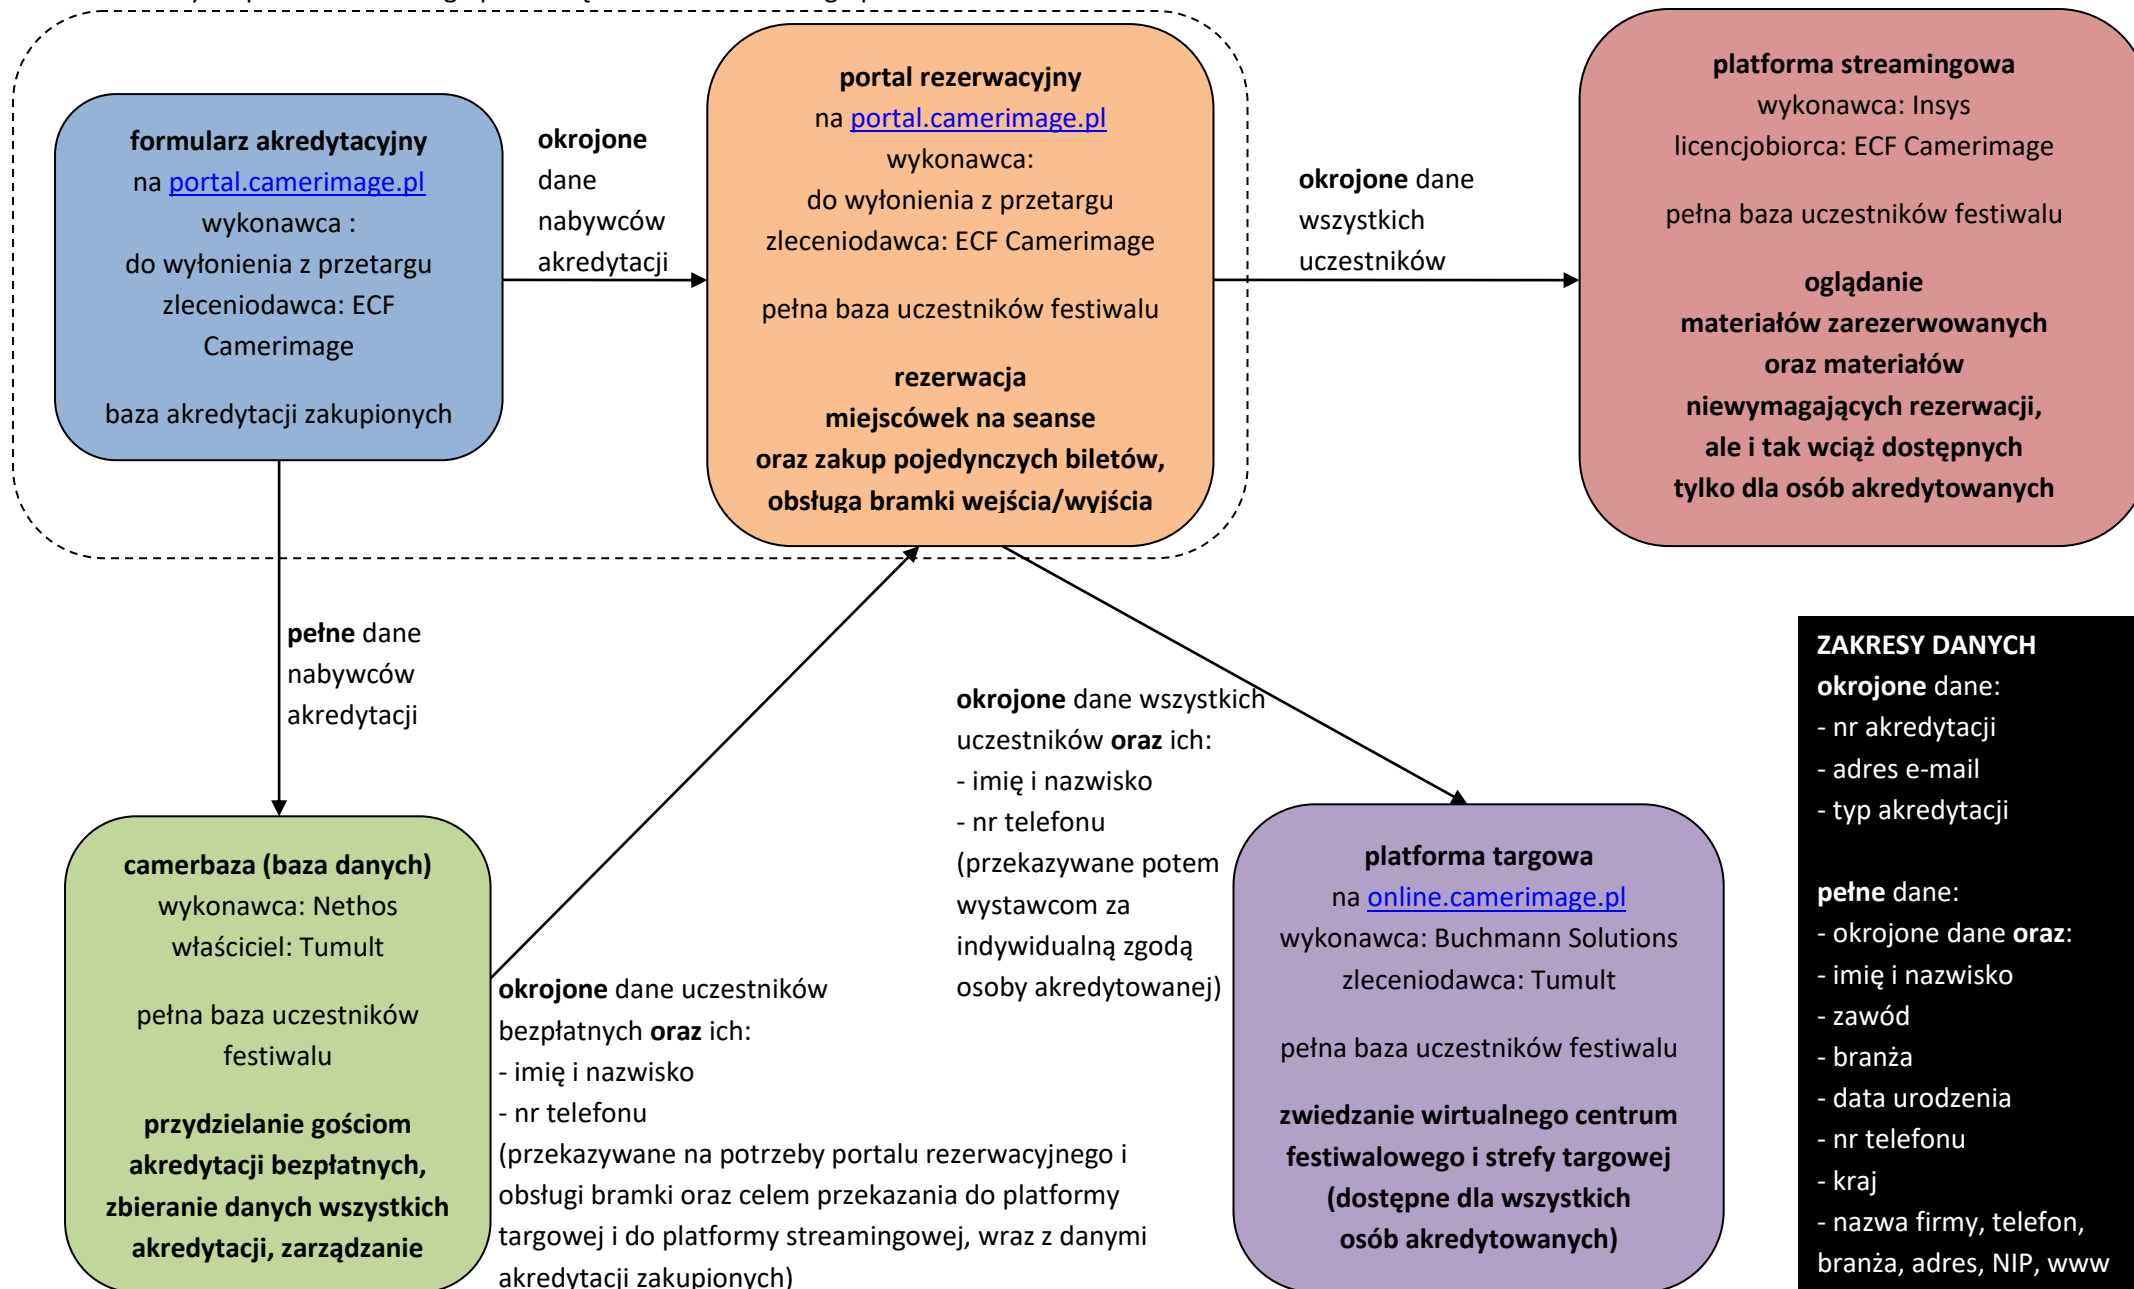 formularz akredytacyjny
na portal.camerimage.pl
wykonawca :
do wyłonienia z przetargu
zleceniodawca: ECF
Camerimage
baza akredytacji zakupionych
okrojone
dane
nabywców
akredytacji
portal rezerwacyjny
na portal.camerimage.pl
wykonawca:
do wyłonienia z przetargu
zleceniodawca: ECF Camerimage
pełna baza uczestników festiwalu
rezerwacja
miejscówek na seanse
oraz zakup pojedynczych biletów,
obsługa bramki wejścia/wyjścia
okrojone dane
wszystkich
uczestników
platforma streamingowa
wykonawca: Insys
licencjobiorca: ECF Camerimage
pełna baza uczestników festiwalu
oglądanie
materiałów zarezerwowanych
oraz materiałów
niewymagających rezerwacji,
ale i tak wciąż dostępnych
tylko dla osób akredytowanych
pełne dane
nabywców
akredytacji
camerbaza (baza danych)
wykonawca: Nethos
właściciel: Tumult
pełna baza uczestników
festiwalu
przydzielanie gościom
akredytacji bezpłatnych,
zbieranie danych wszystkich
akredytacji, zarządzanie
okrojone dane uczestników
bezpłatnych oraz ich:
- imię i nazwisko
- nr telefonu
(przekazywane na potrzeby portalu rezerwacyjnego i
obsługi bramki oraz celem przekazania do platformy
targowej i do platformy streamingowej, wraz z danymi
akredytacji zakupionych)
okrojone dane wszystkich
uczestników oraz ich:
- imię i nazwisko
- nr telefonu
(przekazywane potem
wystawcom za
indywidualną zgodą
osoby akredytowanej)
platforma targowa
na online.camerimage.pl
wykonawca: Buchmann Solutions
zleceniodawca: Tumult
pełna baza uczestników festiwalu
zwiedzanie wirtualnego centrum
festiwalowego i strefy targowej
(dostępne dla wszystkich
osób akredytowanych)
ZAKRESY DANYCH
okrojone dane:
- nr akredytacji
- adres e-mail
- typ akredytacji
pełne dane:
- okrojone dane oraz:
- imię i nazwisko
- zawód
- branża
- data urodzenia
- nr telefonu
- kraj
- nazwa firmy, telefon,
branża, adres, NIP, www